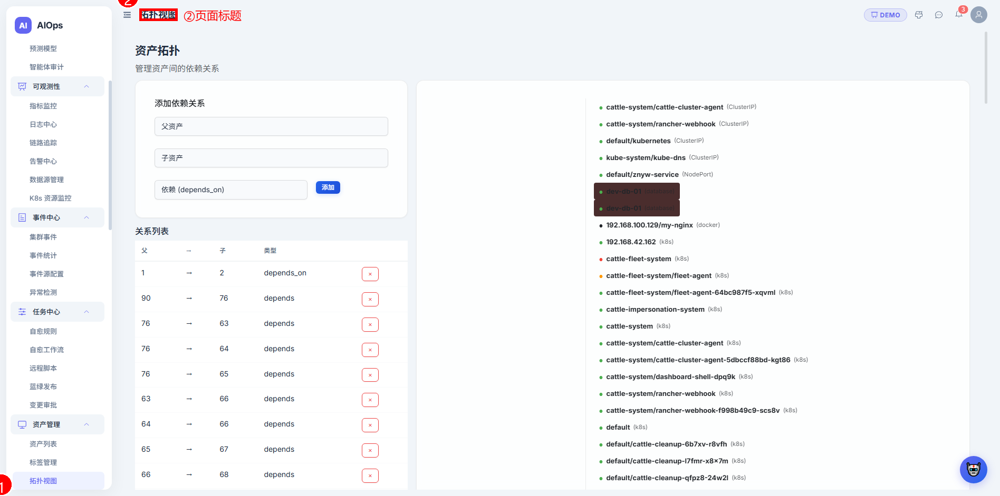 AI AIOps
预测模型
智能体审计
可观测性
指标监控
日志中心
链路追踪
告警中心
数据源管理
K8s 资源监控
事件中心
集群事件
事件统计
事件源配置
异常检测
任务中心
自愈规则
自愈工作流
远程脚本
蓝绿发布
变更审批
资产管理
资产列表
标签管理
拓扑视图
1
2
拓扑视图 ②页面标题
DEMO
3
资产拓扑
管理资产间的依赖关系
添加依赖关系
父资产
子资产
依赖 (depends_on) 添加
关系列表
父 → 子 类型
1 → 2 depends_on ×
90 → 76 depends ×
76 → 63 depends ×
76 → 64 depends ×
76 → 65 depends ×
63 → 66 depends ×
64 → 66 depends ×
65 → 67 depends ×
66 → 68 depends ×
cattle-system/cattle-cluster-agent (ClusterIP)
cattle-system/rancher-webhook (ClusterIP)
default/kubernetes (ClusterIP)
kube-system/kube-dns (ClusterIP)
default/znyw-service (NodePort)
dev-db-01 (database)
dev-db-01 (database)
192.168.100.129/my-nginx (docker)
192.168.42.162 (k8s)
cattle-fleet-system (k8s)
cattle-fleet-system/fleet-agent (k8s)
cattle-fleet-system/fleet-agent-64bc987f5-xqvml (k8s)
cattle-impersonation-system (k8s)
cattle-system (k8s)
cattle-system/cattle-cluster-agent (k8s)
cattle-system/cattle-cluster-agent-5dbccf88bd-kgt86 (k8s)
cattle-system/dashboard-shell-dpq9k (k8s)
cattle-system/rancher-webhook (k8s)
cattle-system/rancher-webhook-f998b49c9-scs8v (k8s)
default (k8s)
default/cattle-cleanup-6b7xv-r8vfh (k8s)
default/cattle-cleanup-l7fmr-x8x7m (k8s)
default/cattle-cleanup-qfpz8-24w2l (k8s)